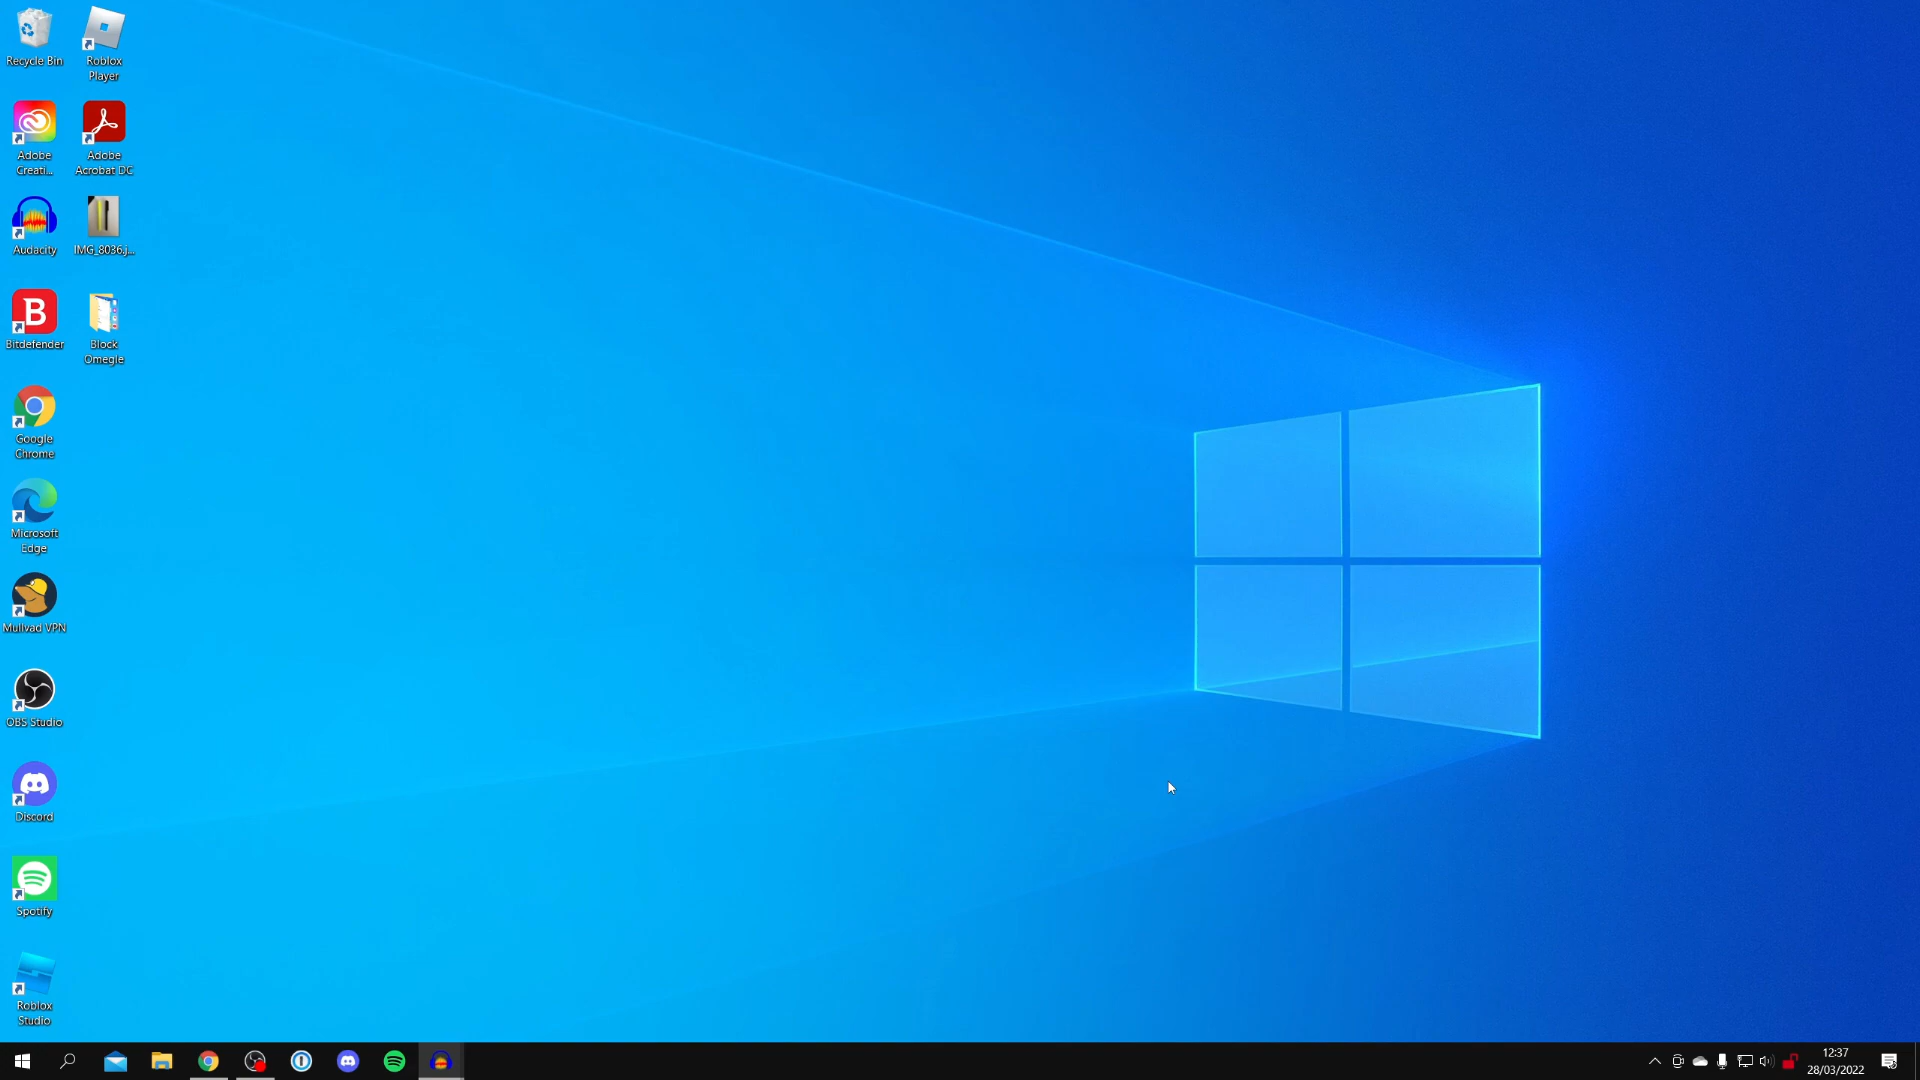 Recycle Bin
Roblox
Player
Adobe
Creati...
Adobe
Acrobat DC
Audacity
IMG_8036.j...
Bitdefender
Block
Omegle
Google
Chrome
Microsoft
Edge
Mullvad VPN
OBS Studio
Discord
Spotify
Roblox
Studio
12:37
28/03/2022